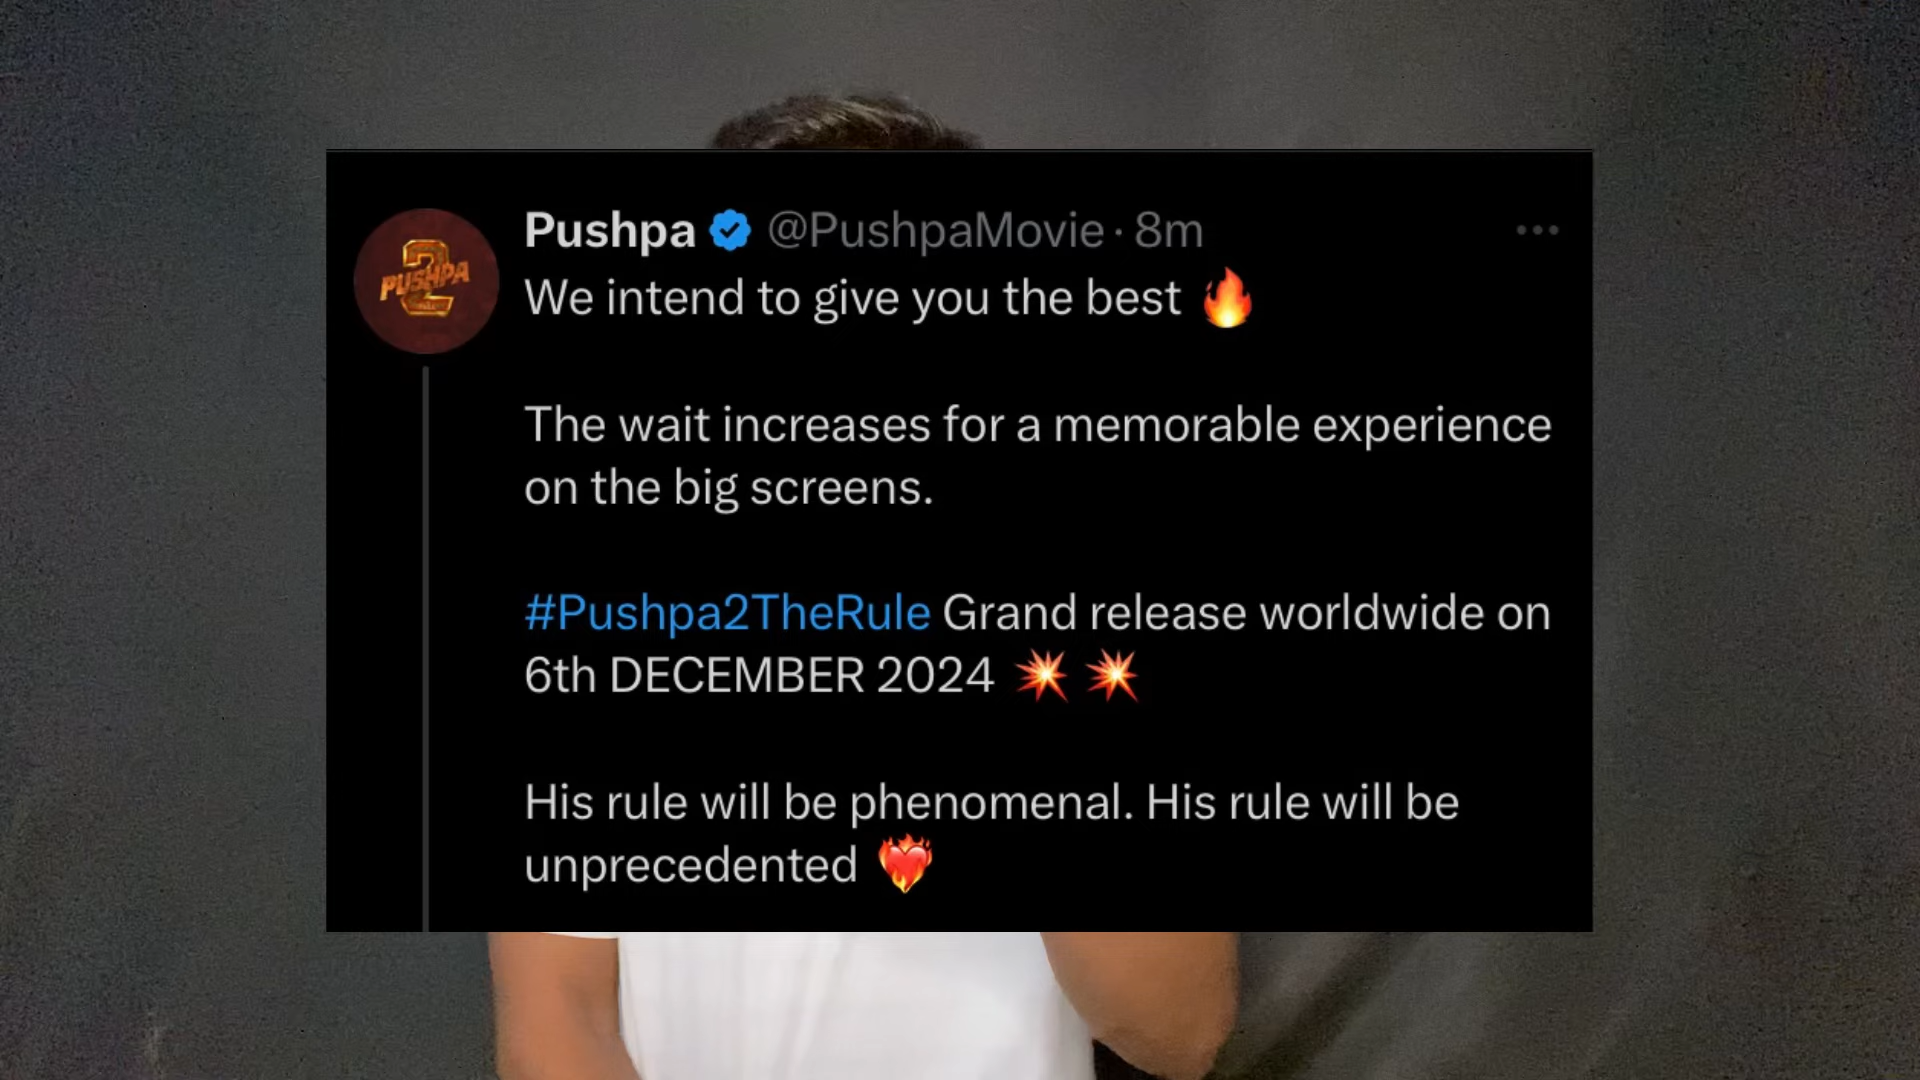 Pushpa @PushpaMovie · 8m
PUSHPA
2
We intend to give you the best 🔥
The wait increases for a memorable experience
on the big screens.
#Pushpa2TheRule Grand release worldwide on
6th DECEMBER 2024 💥 💥
His rule will be phenomenal. His rule will be
unprecedented ❤️‍🔥